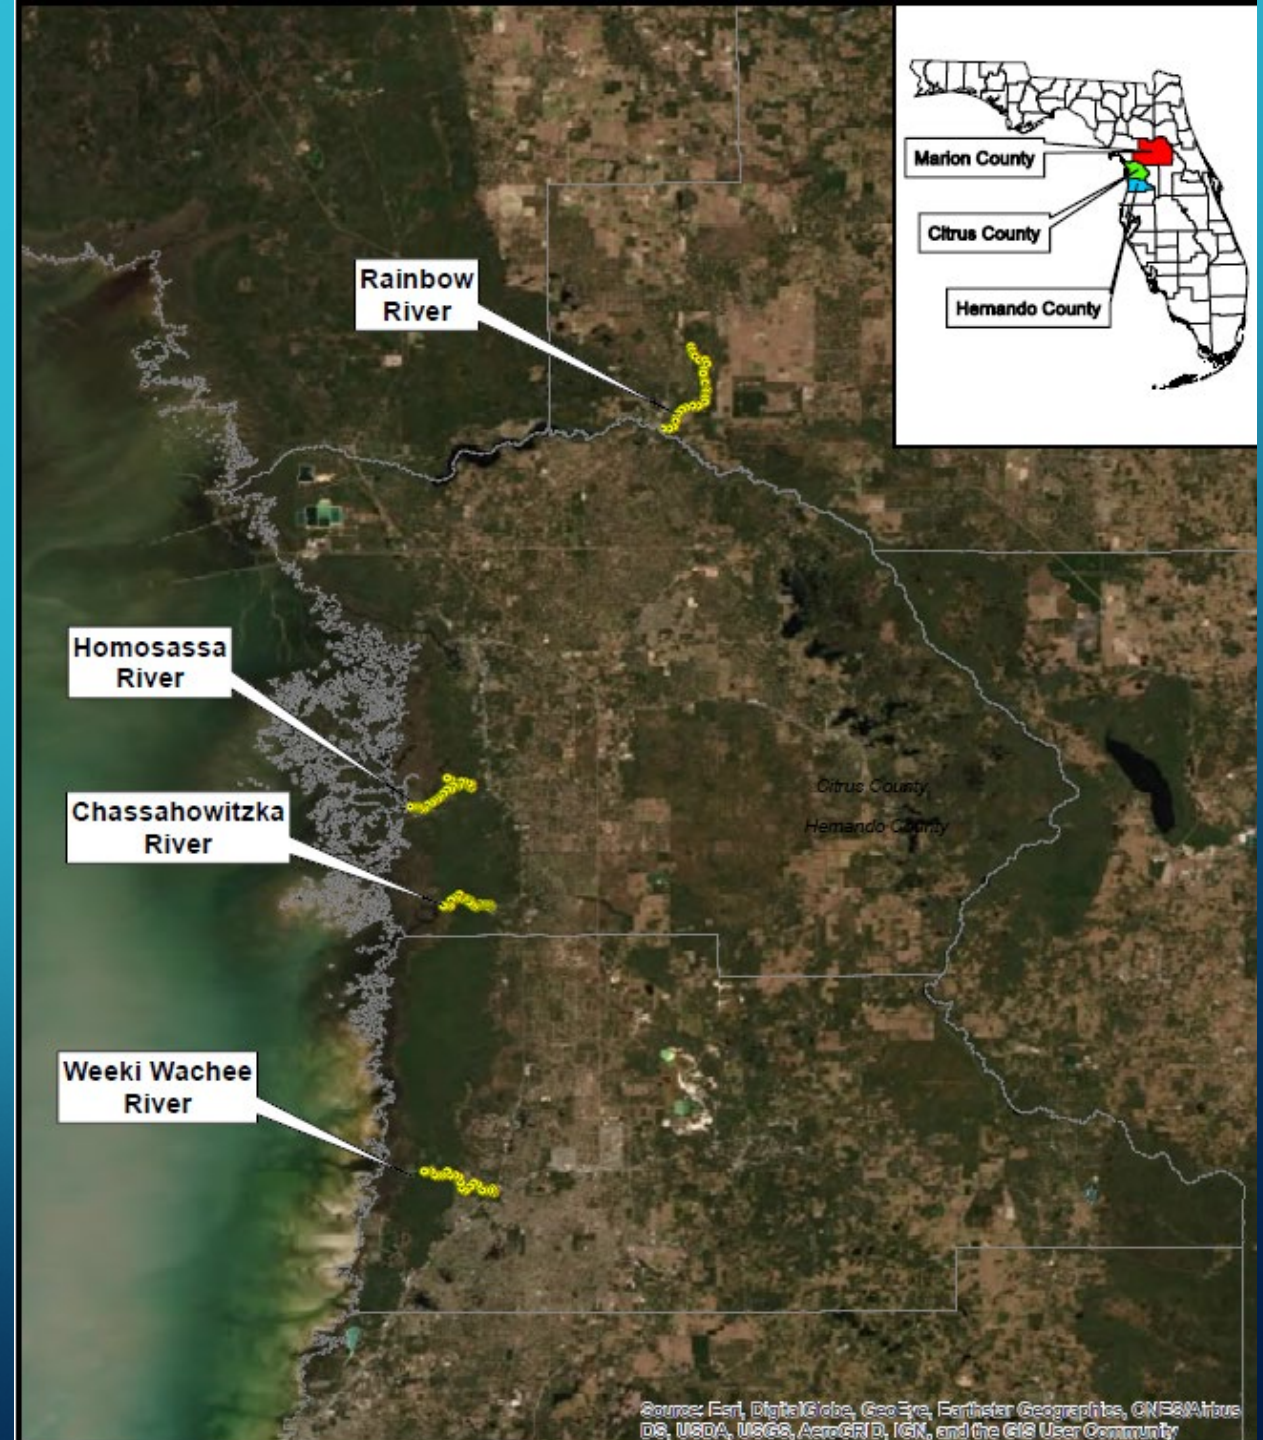 Marion County
Citrus County
Hernando County
Rainbow
River
Homosassa
River
Chassahowitzka
River
Citrus County
Hernando County
Weeki Wachee
River
Source: Esri, DigitalGlobe, GeoEye, Earthstar Geographics, CNES/Airbus
DS, USDA, USGS, AeroGRID, IGN, and the GIS User Community